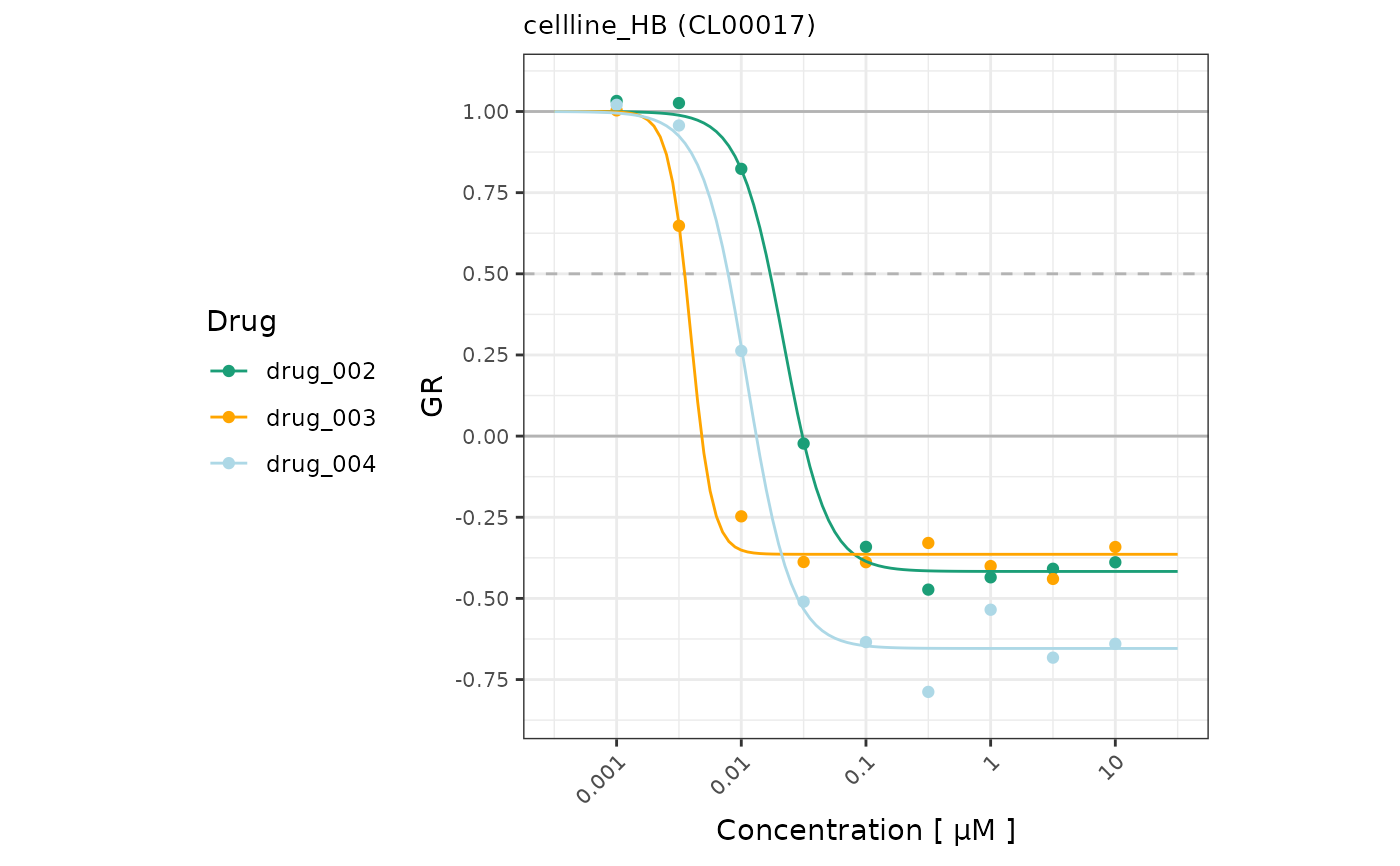 cellline_HB (CL00017)
Drug
drug_002
drug_003
drug_004
GR
1.00
0.75
0.50
0.25
0.00
-0.25
-0.50
-0.75
0.001
0.01
0.1
1
10
Concentration [ µM ]